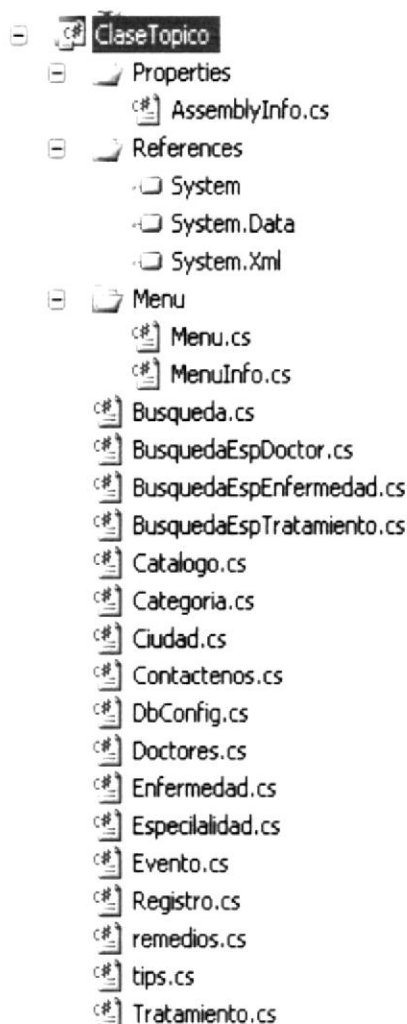 ClaseTopico
Properties
AssemblyInfo.cs
References
System
System.Data
System.Xml
Menu
Menu.cs
MenuInfo.cs
Busqueda.cs
BusquedaEspDoctor.cs
BusquedaEspEnfermedad.cs
BusquedaEspTratamiento.cs
Catalogo.cs
Categoria.cs
Ciudad.cs
Contactenos.cs
DbConfig.cs
Doctores.cs
Enfermedad.cs
Especilalidad.cs
Evento.cs
Registro.cs
remedios.cs
tips.cs
Tratamiento.cs